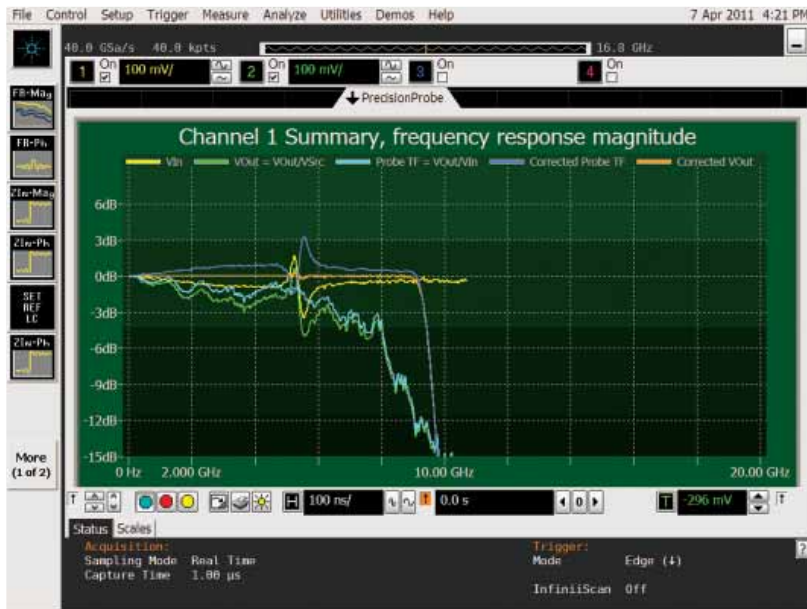 File Control Setup Trigger Measure Analyze Utilities Demos Help 7 Apr 2011 4:21 PM
40.0 GSa/s 40.0 kpts 16.8 GHz
1 On 100 mV/ 2 On 100 mV/ 3 On 4 On
PrecisionProbe
FR-Mag
FR-Ph
ZIn-Mag
ZIn-Ph
SET
REF
LC
ZIn-Ph
More
(1 of 2)
Channel 1 Summary, frequency response magnitude
VIn VOut = VOut/VSrc Probe TF = VOut/VIn Corrected Probe TF Corrected VOut
6dB
3dB
0dB
-3dB
-6dB
-9dB
-12dB
-15dB
0 Hz 2.000 GHz 10.00 GHz 20.00 GHz
H 100 ns/ 0.0 s 0 T -296 mV
Status Scales
Acquisition:
Sampling Mode Real Time
Capture Time 1.00 µs
Trigger:
Mode Edge (↓)
InfiniiScan Off
?